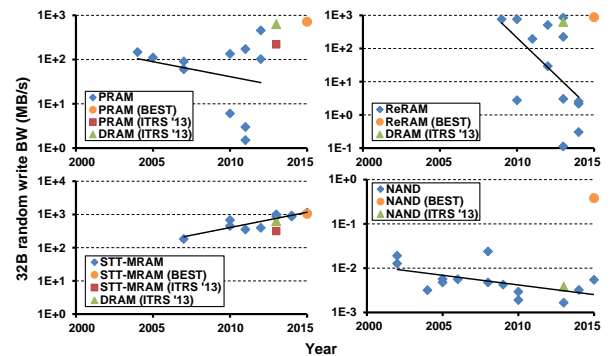 32B random write BW (MB/s)
1E+3
1E+2
1E+1
1E+0
PRAM
PRAM (BEST)
PRAM (ITRS '13)
DRAM (ITRS '13)
2000
2005
2010
2015
1E+3
1E+2
1E+1
1E+0
1E-1
ReRAM
ReRAM (BEST)
DRAM (ITRS '13)
2000
2005
2010
2015
1E+4
1E+3
1E+2
1E+1
1E+0
STT-MRAM
STT-MRAM (BEST)
STT-MRAM (ITRS '13)
DRAM (ITRS '13)
2000
2005
2010
2015
1E+0
1E-1
1E-2
1E-3
NAND
NAND (BEST)
NAND (ITRS '13)
2000
2005
2010
2015
Year